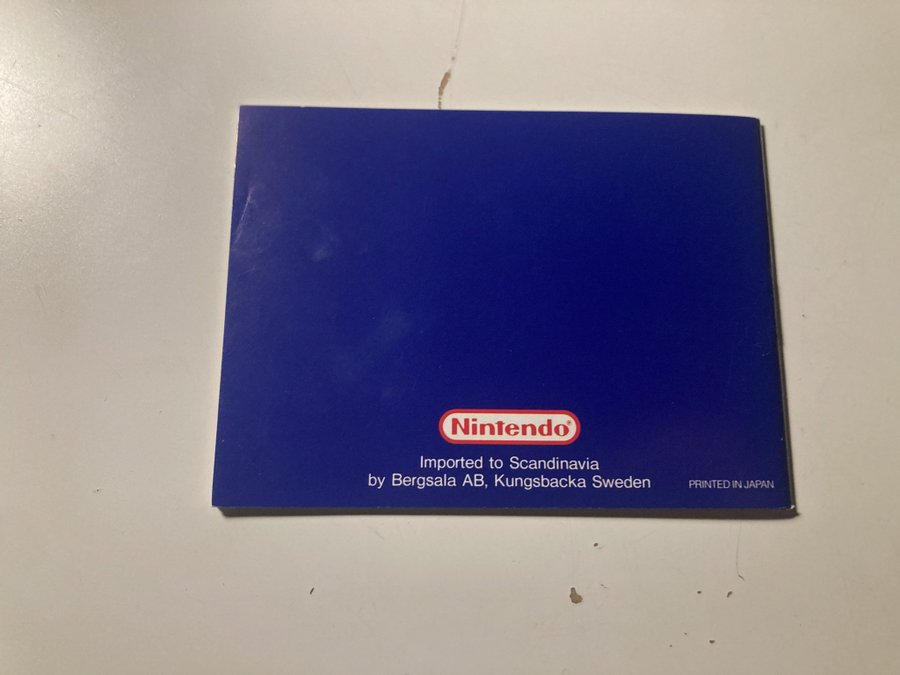 Nintendo®
Imported to Scandinavia
by Bergsala AB, Kungsbacka Sweden
PRINTED IN JAPAN